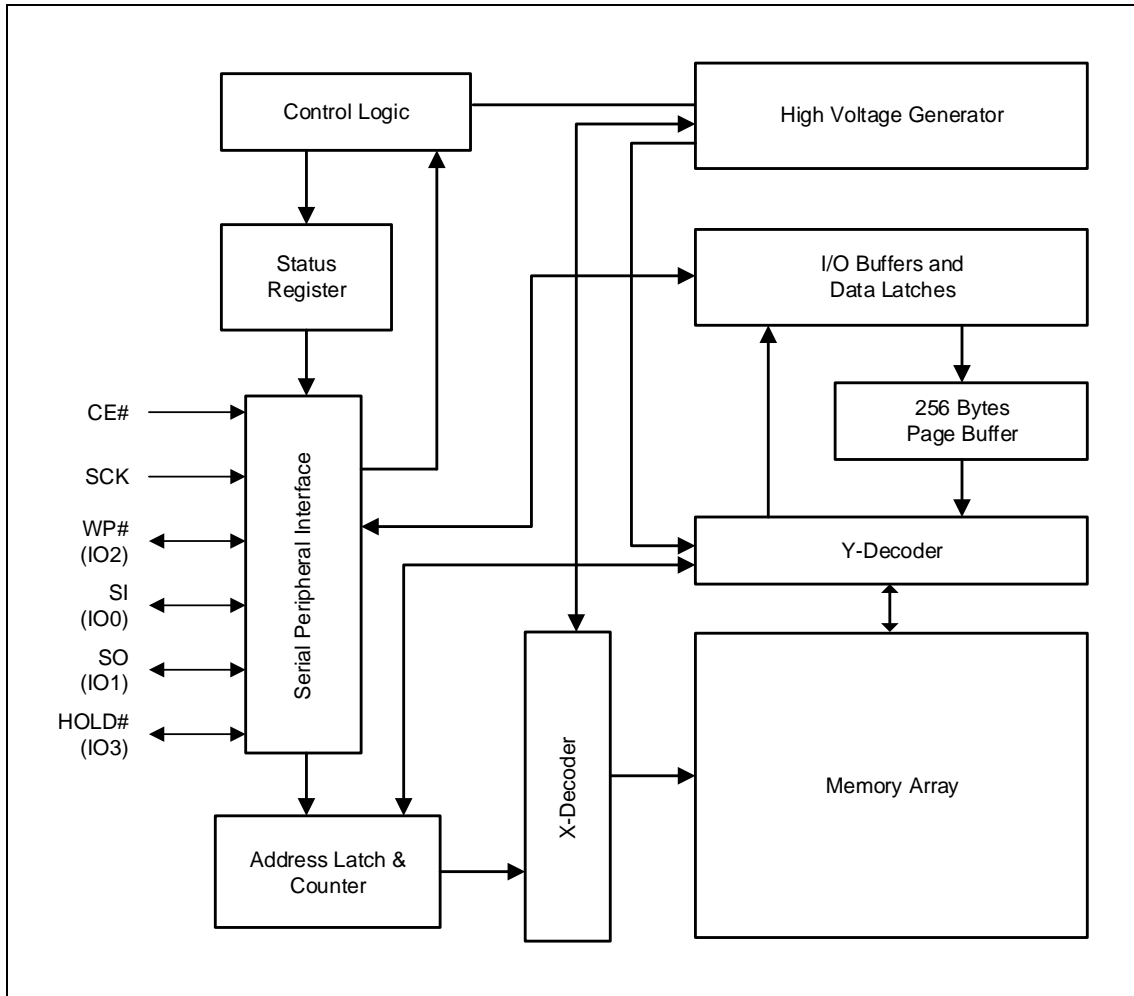 Control Logic
High Voltage Generator
Status
Register
I/O Buffers and
Data Latches
256 Bytes
Page Buffer
CE#
SCK
WP#
(IO2)
SI
(IO0)
SO
(IO1)
HOLD#
(IO3)
Serial Peripheral Interface
Y-Decoder
X-Decoder
Memory Array
Address Latch &
Counter